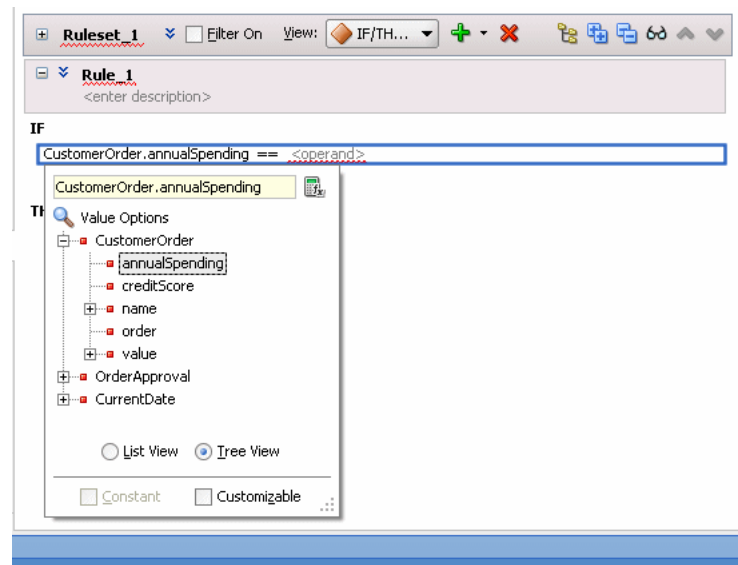 Ruleset_1 Filter On View: IF/TH...
Rule_1
<enter description>
IF
CustomerOrder.annualSpending == <operand>
CustomerOrder.annualSpending
TH
Value Options
CustomerOrder
annualSpending
creditScore
name
order
value
OrderApproval
CurrentDate
List View Tree View
Constant Customizable